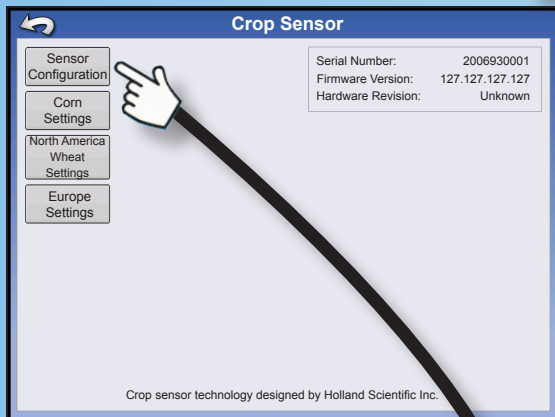 Crop Sensor
Sensor
Configuration
Corn
Settings
North America
Wheat
Settings
Europe
Settings
Serial Number: 2006930001
Firmware Version: 127.127.127.127
Hardware Revision: Unknown
Crop sensor technology designed by Holland Scientific Inc.